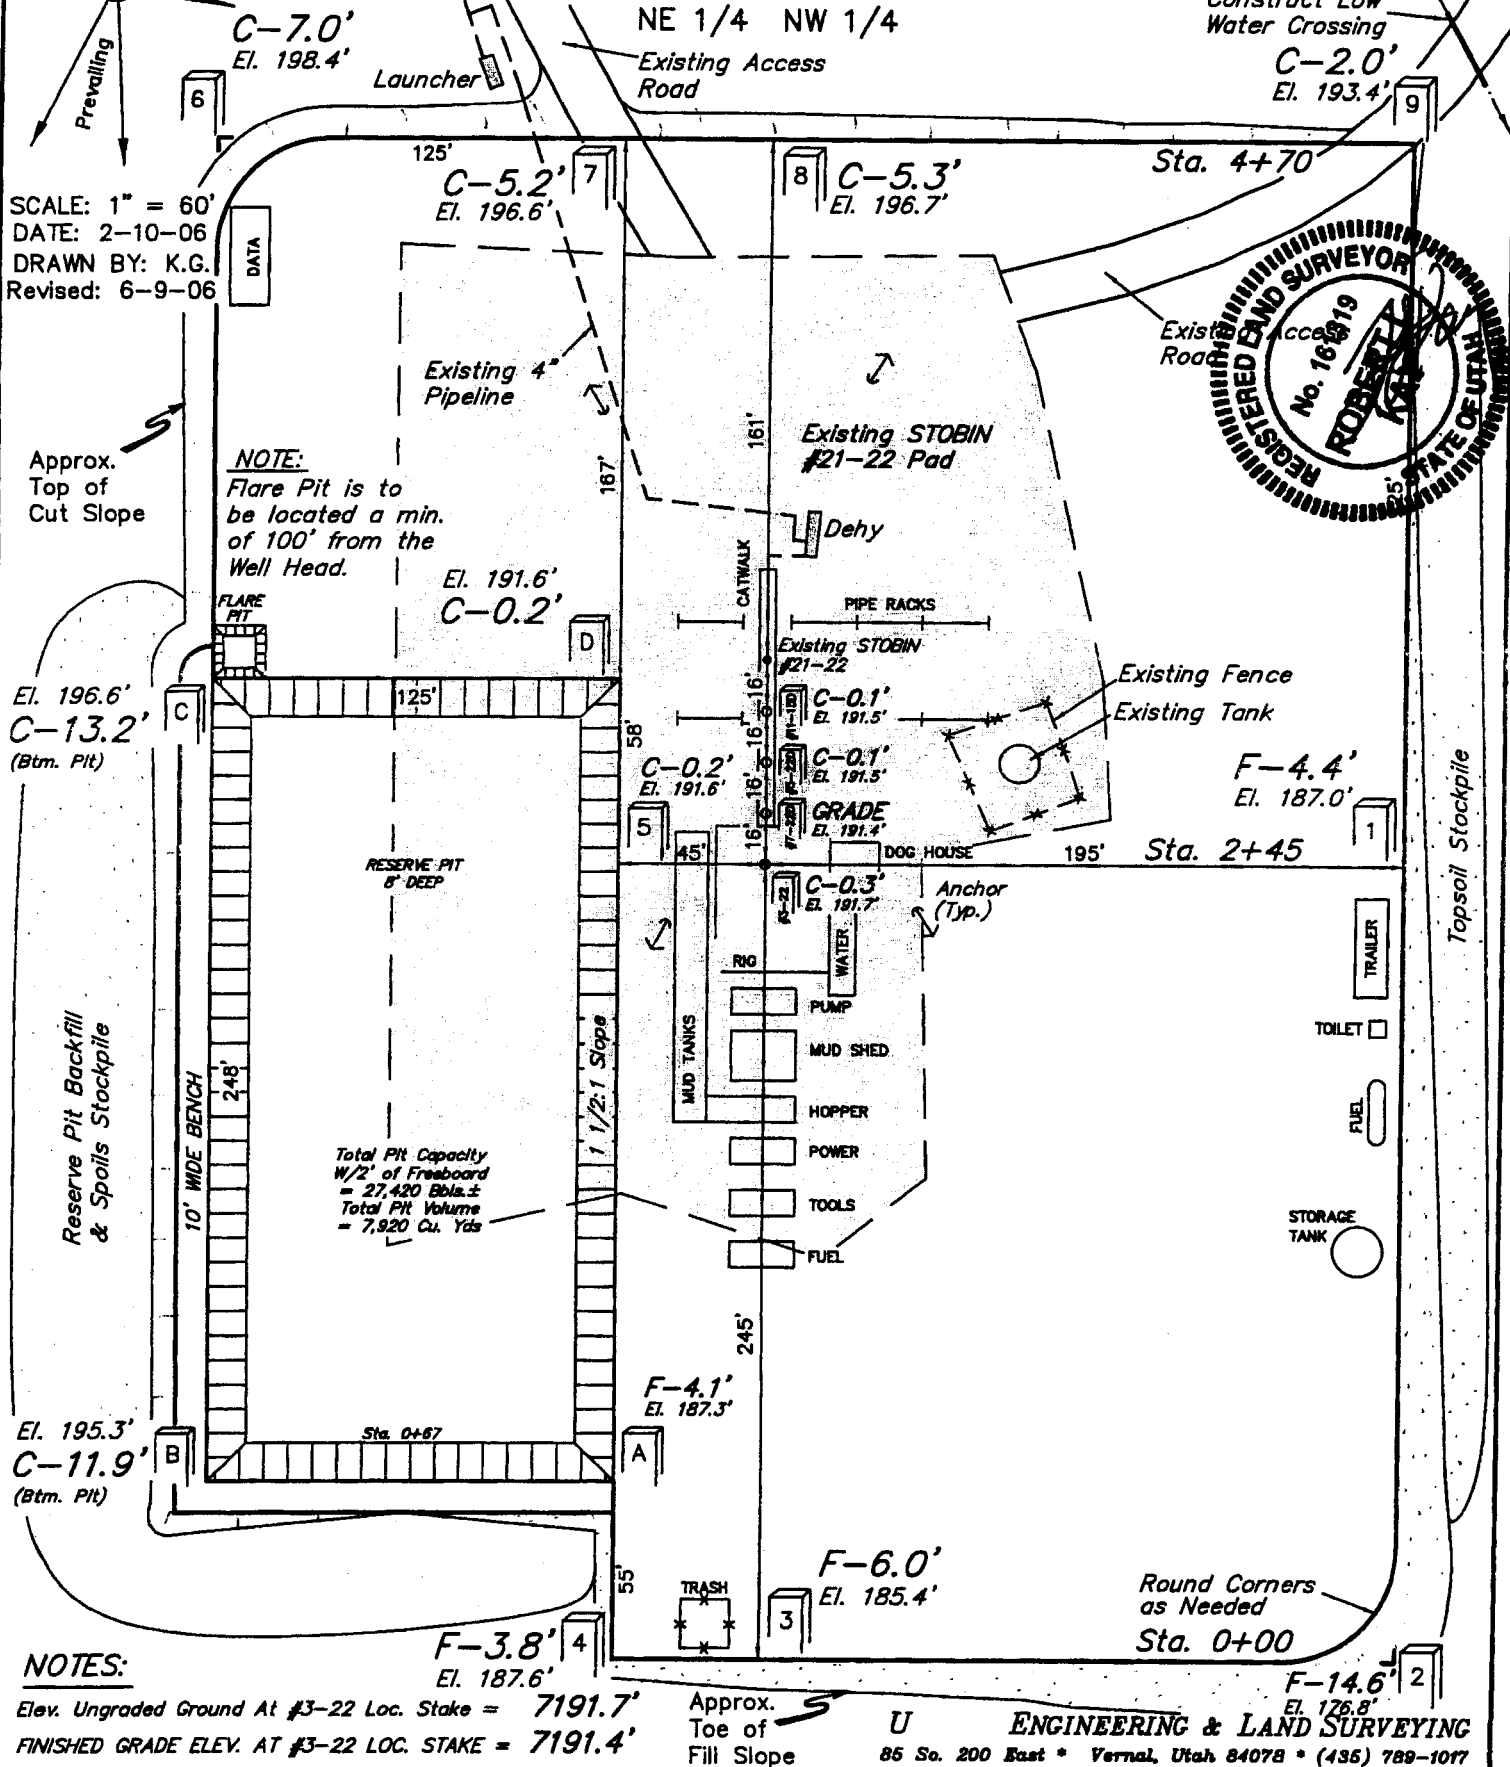 C-7.0'
El. 198.4'
NE 1/4 NW 1/4
Water Crossing
Existing Access
Road
C-2.0'
El. 193.4'
Launcher
Prevailing
6
9
125'
7
8
C-5.2'
El. 196.6'
C-5.3'
El. 196.7'
Sta. 4+70
SCALE: 1" = 60'
DATE: 2-10-06
DRAWN BY: K.G.
Revised: 6-9-06
DATA
REGISTERED LAND SURVEYOR
No. 161319
ROBERT L.
STATE OF UTAH
Existing Access
Road
Existing 4"
Pipeline
161'
167'
Existing STOBIN
#21-22 Pad
Approx.
Top of
Cut Slope
NOTE:
Flare Pit is to
be located a min.
of 100' from the
Well Head.
Dehy
CATWALK
El. 191.6'
C-0.2'
FLARE
PIT
PIPE RACKS
D
Existing STOBIN
#21-22
El. 196.6'
C-13.2'
(Btm. Pit)
C
125'
58'
16'
16'
16'
16'
C-0.1'
El. 191.5'
C-0.1'
El. 191.5'
GRADE
El. 191.4'
Existing Fence
Existing Tank
C-0.2'
El. 191.6'
5
F-4.4'
El. 187.0'
1
Topsoil Stockpile
45'
DOG HOUSE
195'
Sta. 2+45
RESERVE PIT
8' DEEP
#3-22
C-0.3'
El. 191.7'
Anchor
(Typ.)
WATER
RIG
TRAILER
PUMP
TOILET
MUD TANKS
MUD SHED
1 1/2:1 Slope
248'
10' WIDE BENCH
Reserve Pit Backfill
& Spoils Stockpile
HOPPER
FUEL
POWER
Total Pit Capacity
W/2' of Freeboard
= 27,420 Bbls.±
Total Pit Volume
= 7,920 Cu. Yds
TOOLS
STORAGE
TANK
FUEL
245'
F-4.1'
El. 187.3'
A
El. 195.3'
C-11.9'
(Btm. Pit)
B
Sta. 0+67
55'
TRASH
F-6.0'
El. 185.4'
3
Round Corners
as Needed
Sta. 0+00
F-3.8'
El. 187.6'
4
F-14.6'
El. 176.8'
2
NOTES:
Elev. Ungraded Ground At #3-22 Loc. Stake = 7191.7'
FINISHED GRADE ELEV. AT #3-22 LOC. STAKE = 7191.4'
Approx.
Toe of
Fill Slope
U ENGINEERING & LAND SURVEYING
85 So. 200 East * Vernal, Utah 84078 * (435) 789-1017